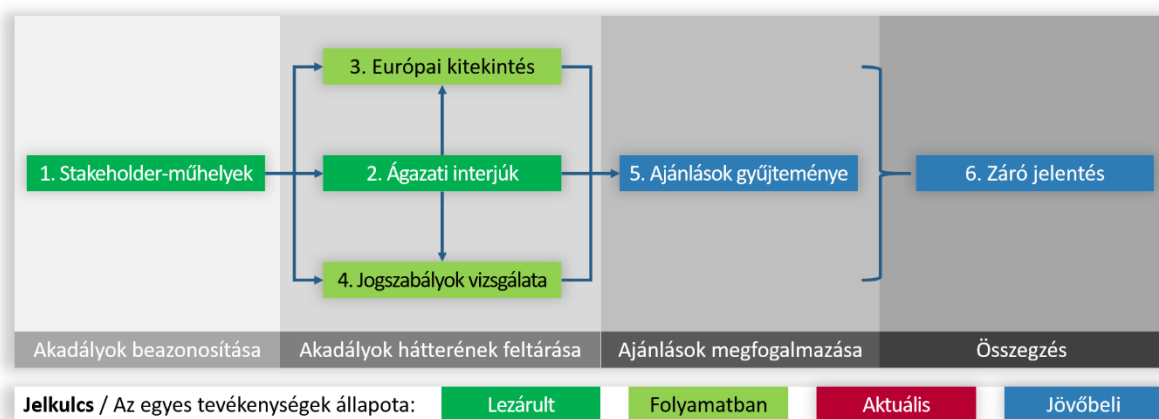 3. Európai kitekintés
1. Stakeholder-műhelyek
2. Ágazati interjúk
5. Ajánlások gyűjteménye
6. Záró jelentés
4. Jogszabályok vizsgálata
Akadályok beazonosítása
Akadályok hátterének feltárása
Ajánlások megfogalmazása
Összegzés
Jelkulcs / Az egyes tevékenységek állapota:
Lezárult
Folyamatban
Aktuális
Jövőbeli